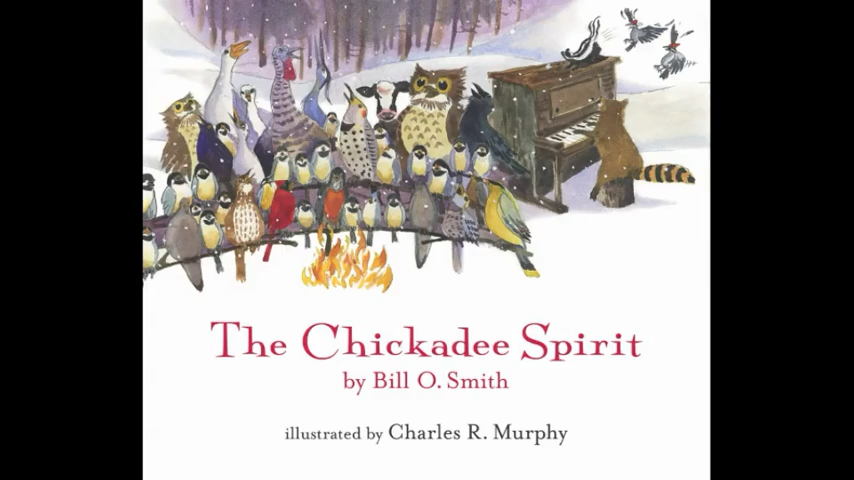 The Chickadee Spirit
by Bill O. Smith
illustrated by Charles R. Murphy